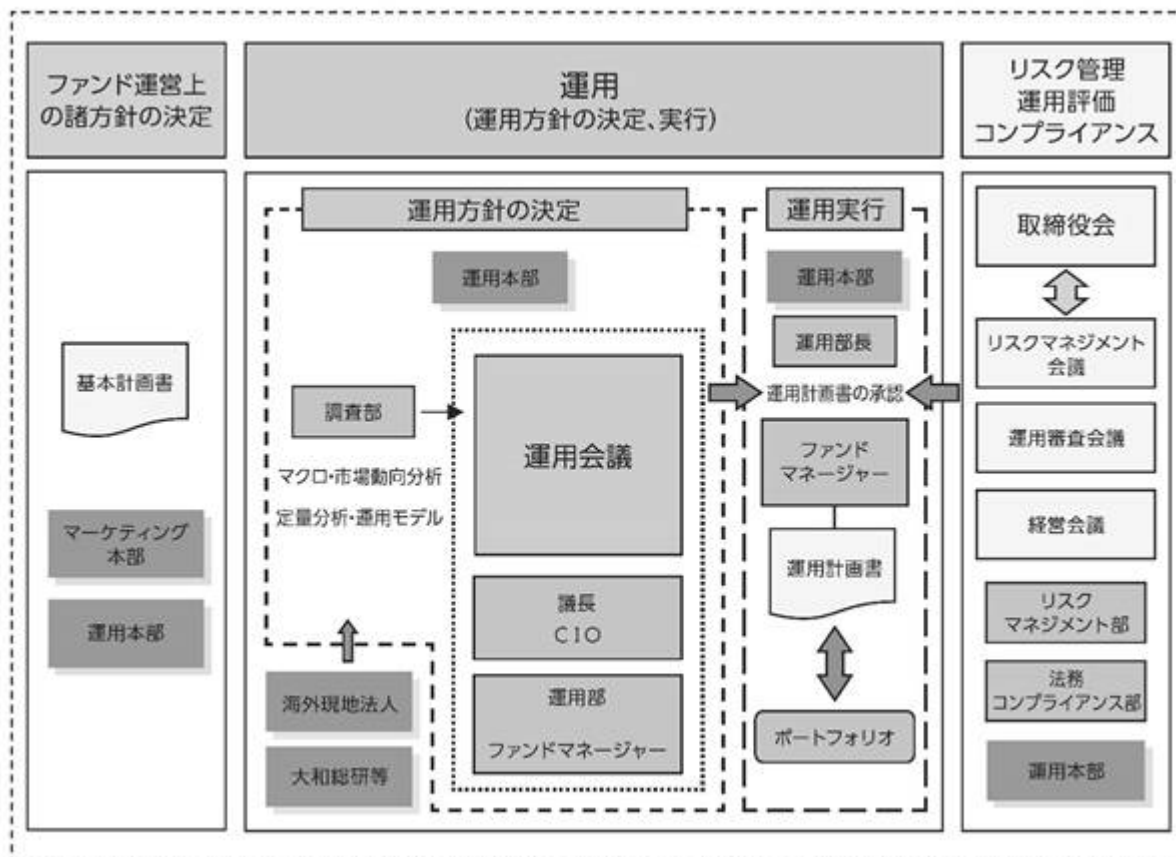 ファンド運営上
の諸方針の決定
基本計画書
マーケティング
本部
運用本部
運用
(運用方針の決定、実行)
運用方針の決定
運用本部
調査部
マクロ・市場動向分析
定量分析・運用モデル
海外現地法人
大和総研等
運用会議
議長
CIO
運用部
ファンドマネージャー
運用実行
運用本部
運用部長
運用計画書の承認
ファンド
マネージャー
運用計画書
ポートフォリオ
リスク管理
運用評価
コンプライアンス
取締役会
リスクマネジメント
会議
運用審査会議
経営会議
リスク
マネジメント部
法務
コンプライアンス部
運用本部